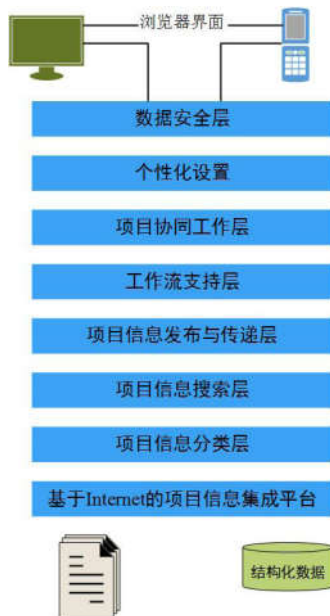 浏览器界面
数据安全层
个性化设置
项目协同工作层
工作流支持层
项目信息发布与传递层
项目信息搜索层
项目信息分类层
基于Internet的项目信息集成平台
结构化数据